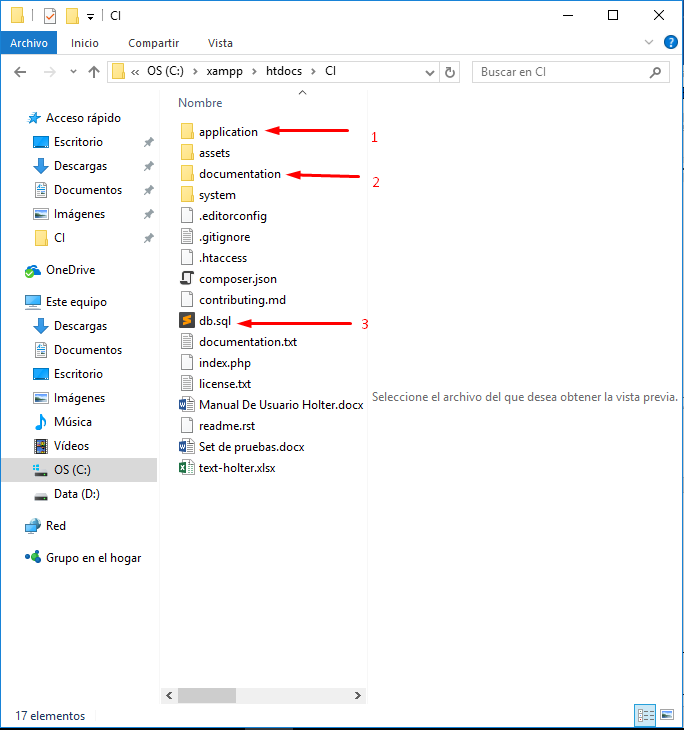 CI
Archivo Inicio Compartir Vista
« OS (C:) > xampp > htdocs > CI
Buscar en CI
Acceso rápido
Escritorio
Descargas
Documentos
Imágenes
CI
OneDrive
Este equipo
Descargas
Documentos
Escritorio
Imágenes
Música
Vídeos
OS (C:)
Data (D:)
Red
Grupo en el hogar
Nombre
application 1
assets
documentation 2
system
.editorconfig
.gitignore
.htaccess
composer.json
contributing.md
db.sql 3
documentation.txt
index.php
license.txt
Manual De Usuario Holter.docx
readme.rst
Set de pruebas.docx
text-holter.xlsx
Seleccione el archivo del que desea obtener la vista previa.
17 elementos